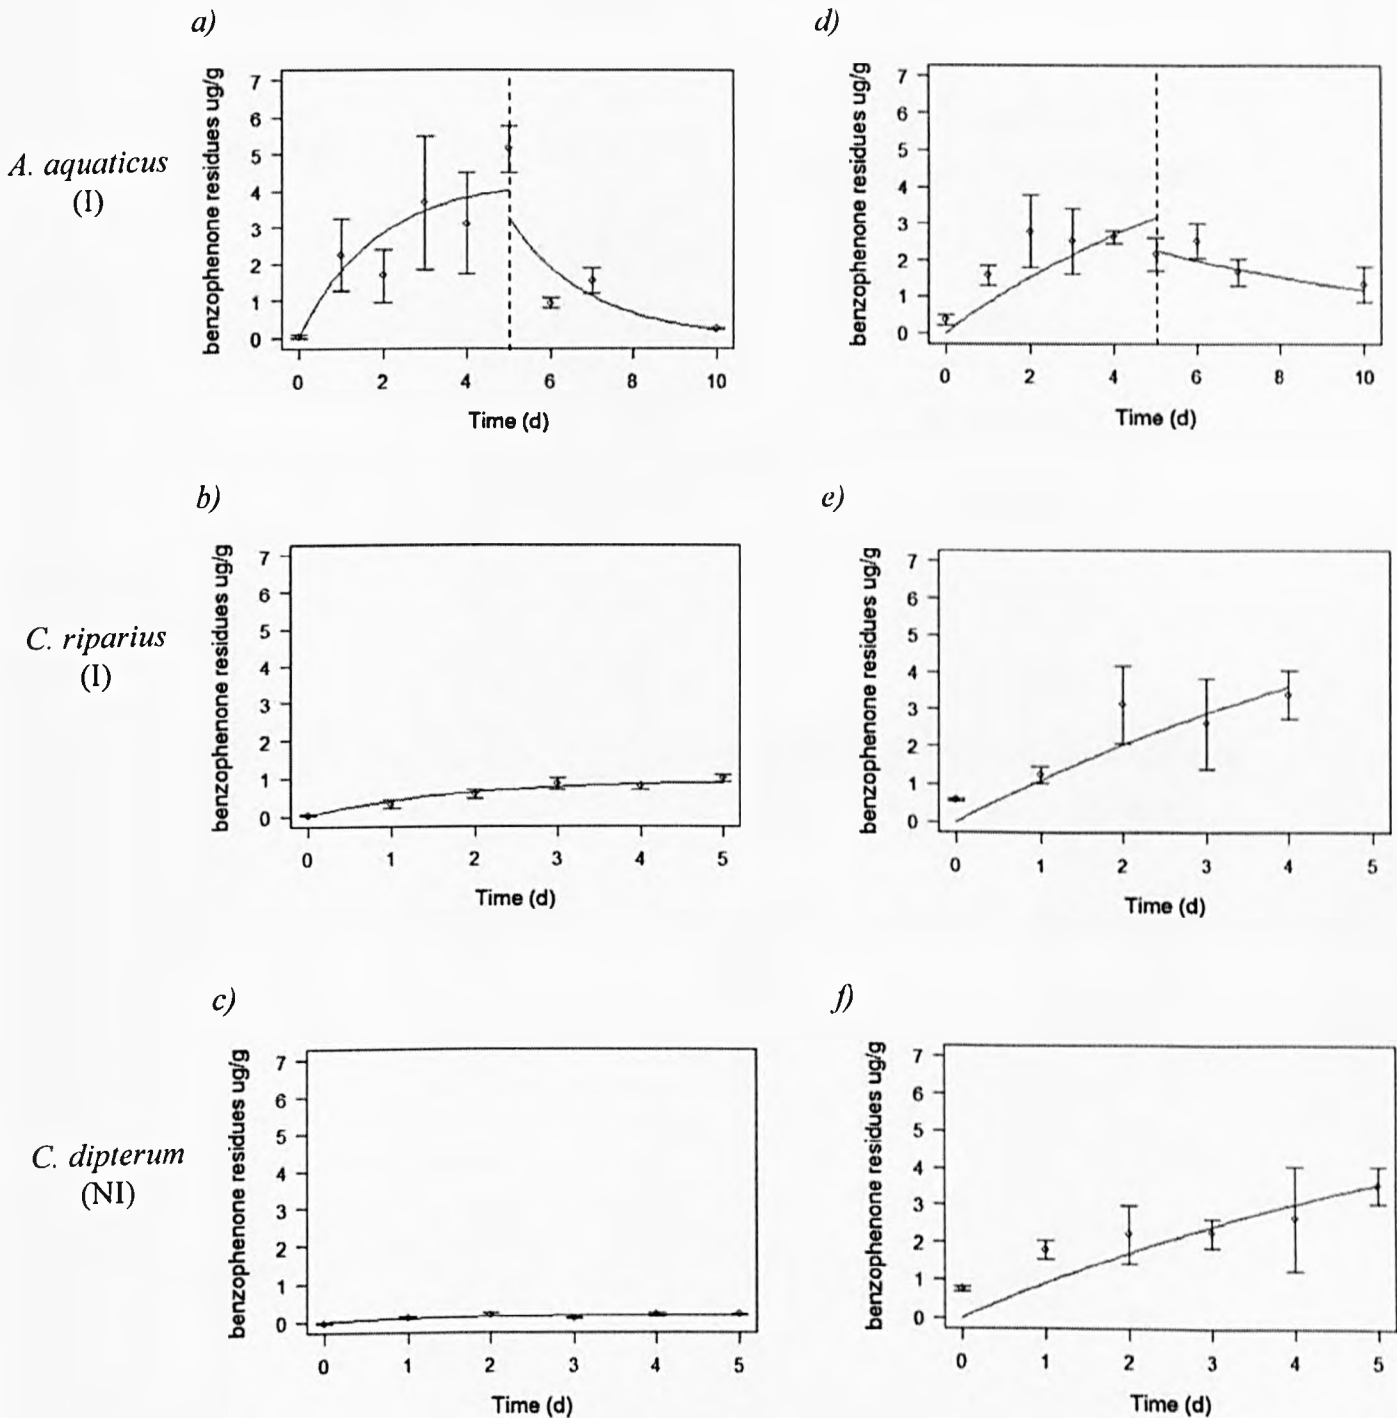 a)
benzophenone residues ug/g
7
6
5
4
3
2
1
0
0 2 4 6 8 10
Time (d)
d)
benzophenone residues ug/g
7
6
5
4
3
2
1
0
0 2 4 6 8 10
Time (d)
A. aquaticus
(I)
b)
benzophenone residues ug/g
7
6
5
4
3
2
1
0
0 1 2 3 4 5
Time (d)
e)
benzophenone residues ug/g
7
6
5
4
3
2
1
0
0 1 2 3 4 5
Time (d)
C. riparius
(I)
c)
benzophenone residues ug/g
7
6
5
4
3
2
1
0
0 1 2 3 4 5
Time (d)
f)
benzophenone residues ug/g
7
6
5
4
3
2
1
0
0 1 2 3 4 5
Time (d)
C. dipterum
(NI)